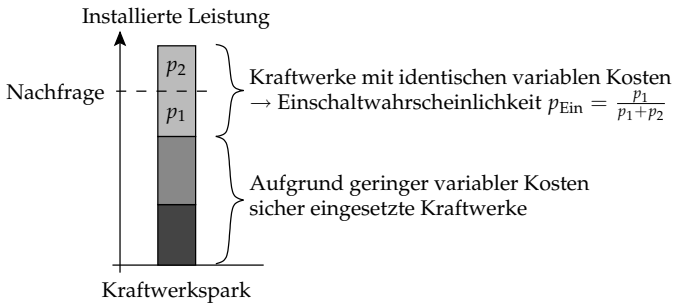 Installierte Leistung
p₂
Nachfrage
p₁
Kraftwerke mit identischen variablen Kosten
→ Einschaltwahrscheinlichkeit p_Ein = p₁/(p₁+p₂)
Aufgrund geringer variabler Kosten
sicher eingesetzte Kraftwerke
Kraftwerkspark